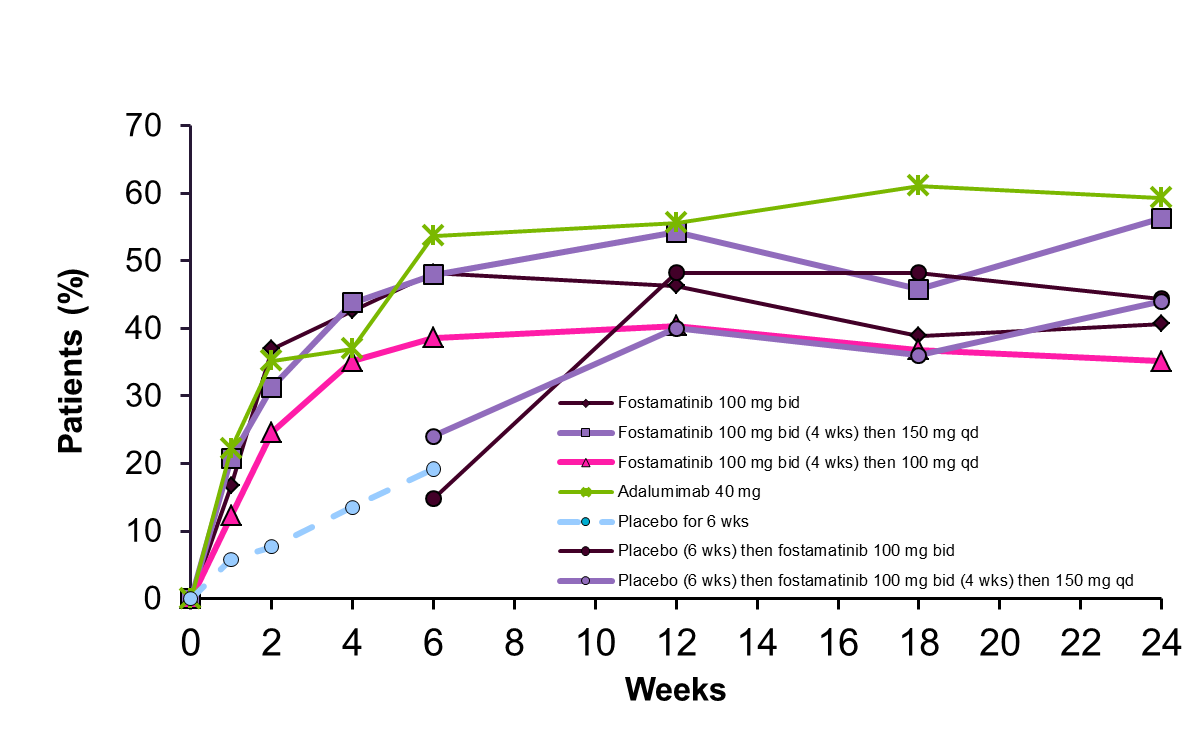 70
60
50
40
30
20
10
0
Patients (%)
Fostamatinib 100 mg bid
Fostamatinib 100 mg bid (4 wks) then 150 mg qd
Fostamatinib 100 mg bid (4 wks) then 100 mg qd
Adalumimab 40 mg
Placebo for 6 wks
Placebo (6 wks) then fostamatinib 100 mg bid
Placebo (6 wks) then fostamatinib 100 mg bid (4 wks) then 150 mg qd
0 2 4 6 8 10 12 14 16 18 20 22 24
Weeks